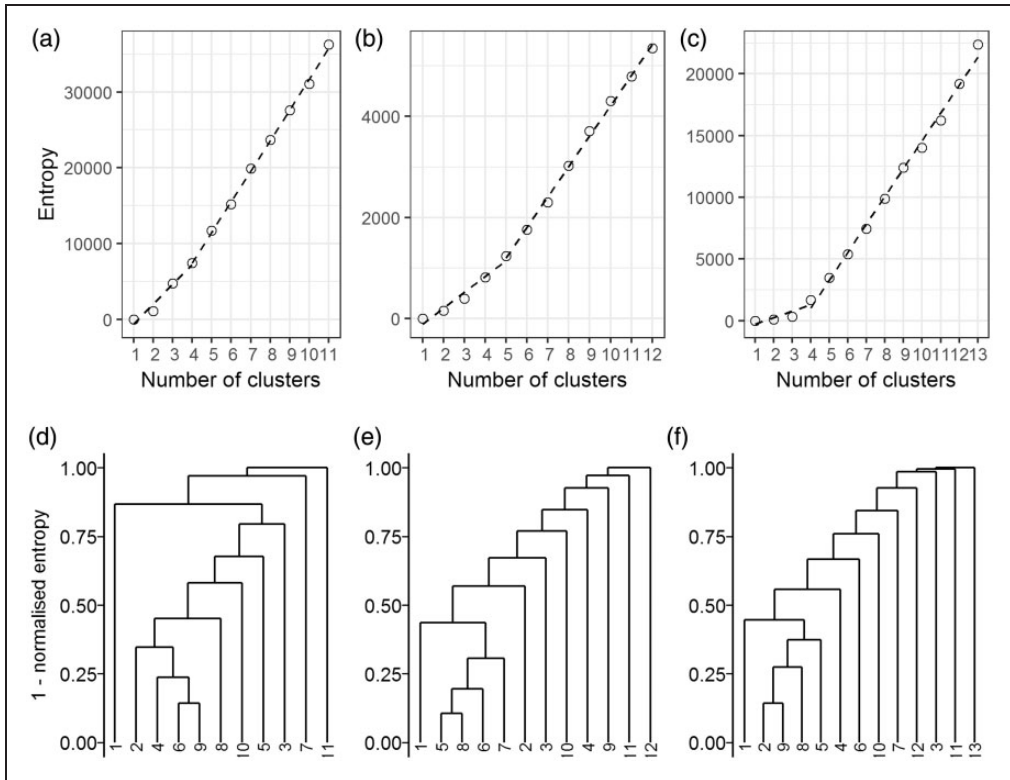 (a) (b) (c)
Entropy
30000
20000
10000
0
1 2 3 4 5 6 7 8 9 10 11
Number of clusters
4000
2000
0
1 2 3 4 5 6 7 8 9 10 11 12
Number of clusters
20000
15000
10000
5000
0
1 2 3 4 5 6 7 8 9 10 11 12 13
Number of clusters
(d) (e) (f)
1 - normalised entropy
1.00
0.75
0.50
0.25
0.00
1 2 4 6 9 8 10 5 3 7 11
1.00
0.75
0.50
0.25
0.00
1 5 8 6 7 2 3 10 4 9 11 12
1.00
0.75
0.50
0.25
0.00
1 2 9 8 5 4 6 10 7 12 3 11 13